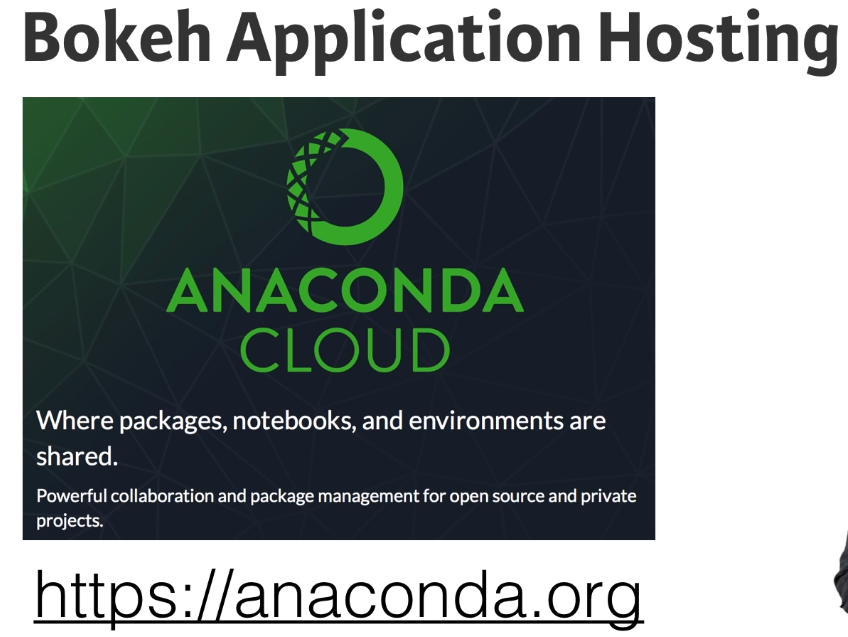 Bokeh Application Hosting
ANACONDA
CLOUD
Where packages, notebooks, and environments are
shared.
Powerful collaboration and package management for open source and private
projects.
https://anaconda.org